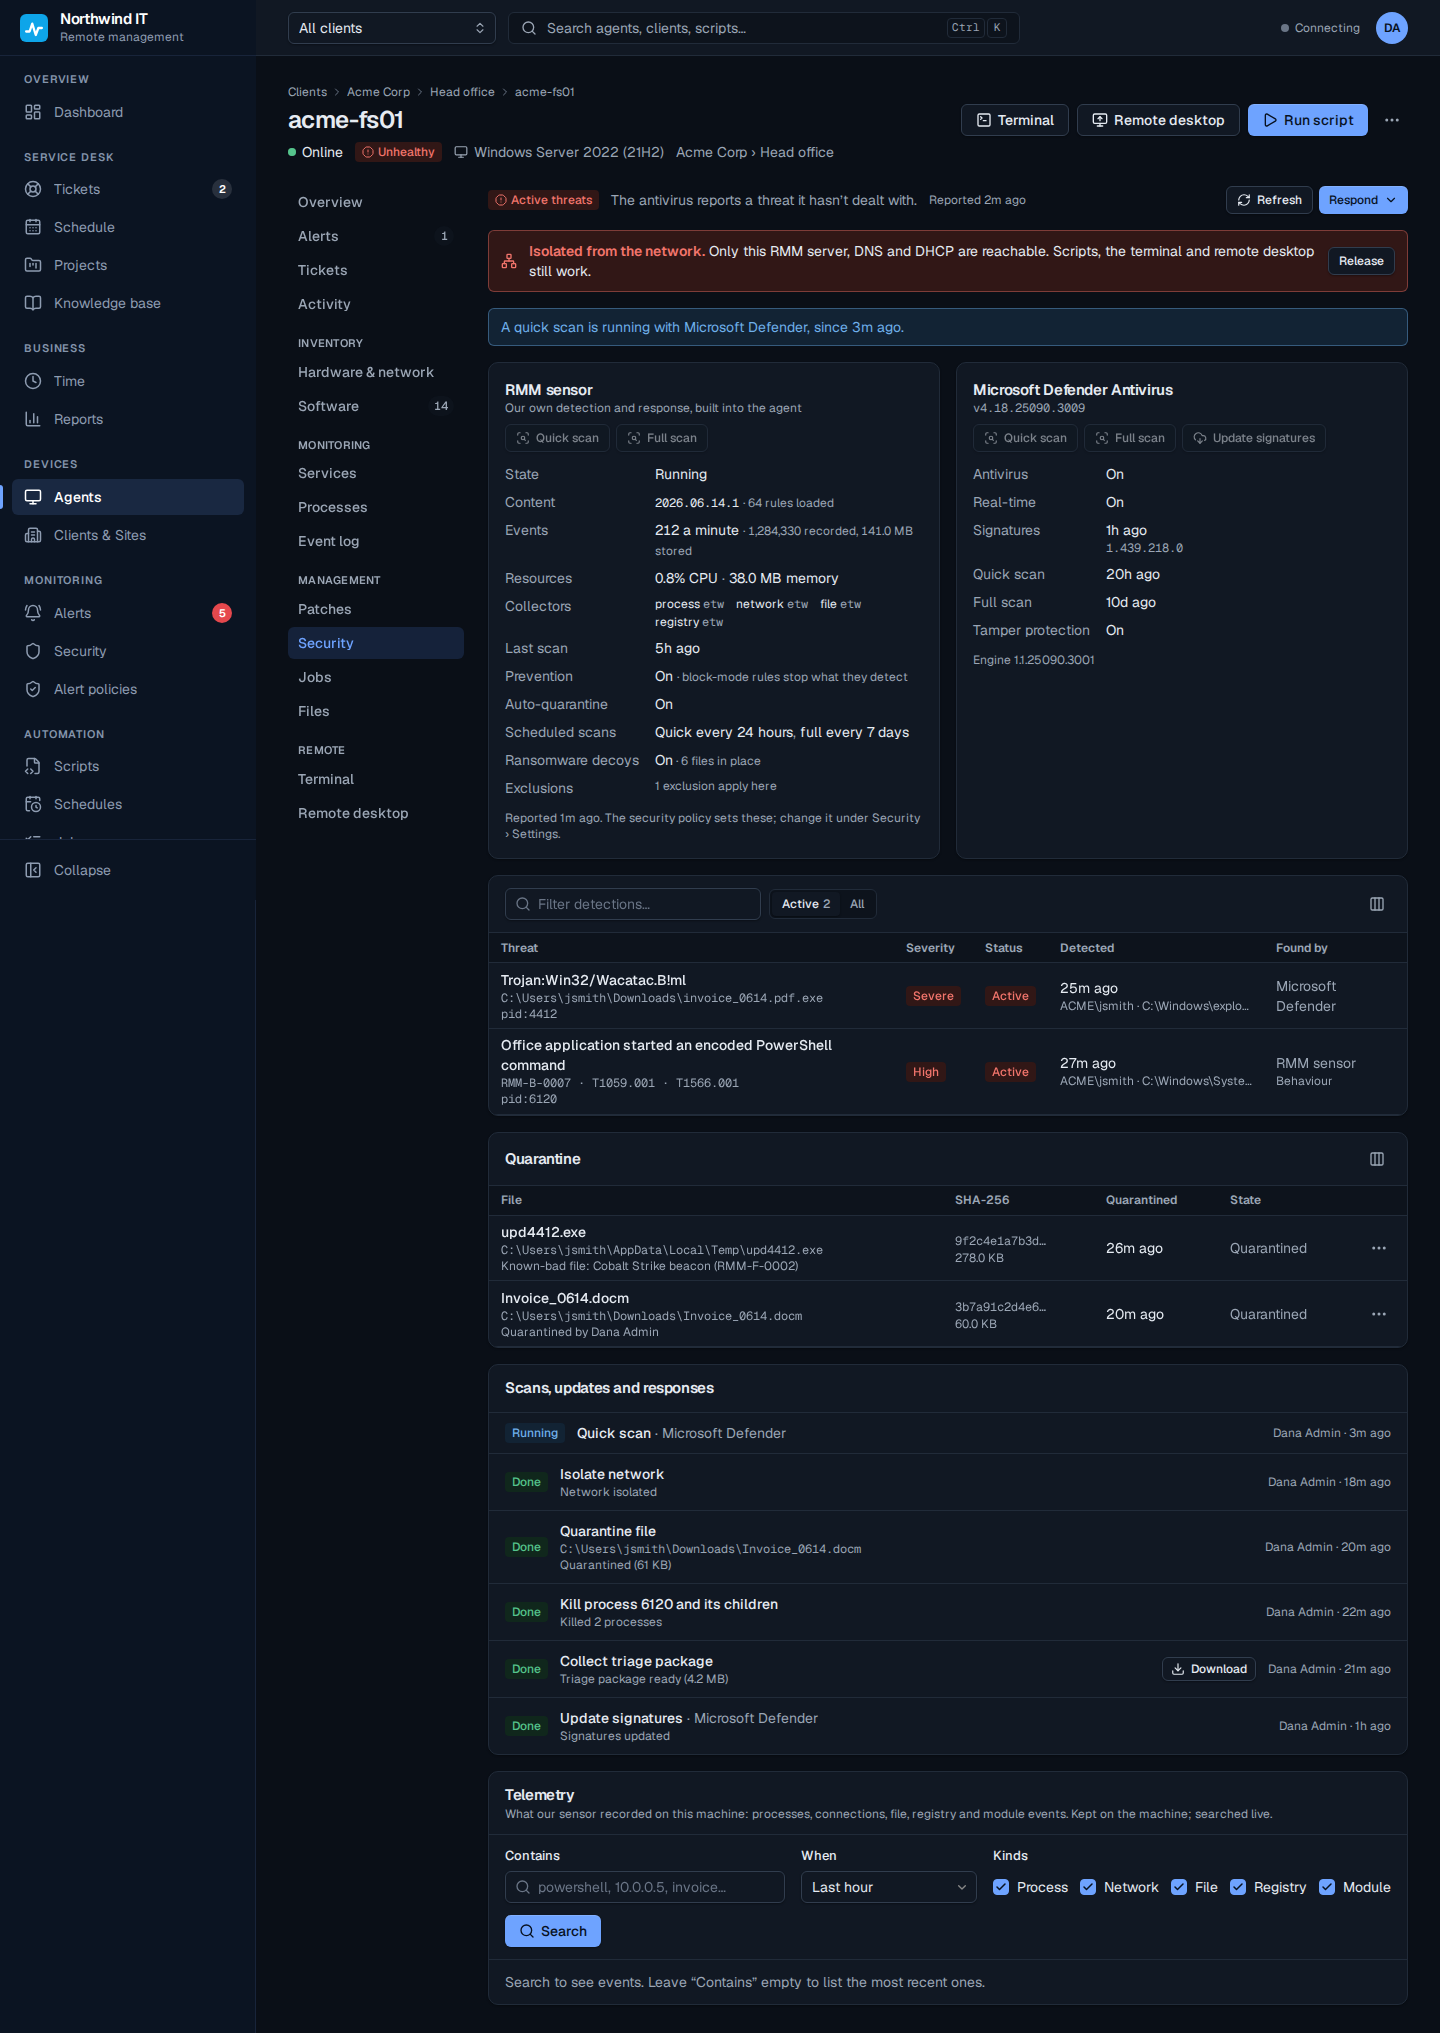 Northwind IT
Remote management
All clients
Search agents, clients, scripts…
Ctrl K
Connecting
DA
OVERVIEW
Dashboard
SERVICE DESK
Tickets 2
Schedule
Projects
Knowledge base
BUSINESS
Time
Reports
DEVICES
Agents
Clients & Sites
MONITORING
Alerts 5
Security
Alert policies
AUTOMATION
Scripts
Schedules
Collapse
Clients › Acme Corp › Head office › acme-fs01
acme-fs01
Terminal
Remote desktop
Run script
Online
Unhealthy
Windows Server 2022 (21H2)
Acme Corp › Head office
Overview
Alerts 1
Tickets
Activity
INVENTORY
Hardware & network
Software 14
MONITORING
Services
Processes
Event log
MANAGEMENT
Patches
Security
Jobs
Files
REMOTE
Terminal
Remote desktop
Active threats
The antivirus reports a threat it hasn't dealt with.
Reported 2m ago
Refresh
Respond
Isolated from the network. Only this RMM server, DNS and DHCP are reachable. Scripts, the terminal and remote desktop
still work.
Release
A quick scan is running with Microsoft Defender, since 3m ago.
RMM sensor
Our own detection and response, built into the agent
Quick scan
Full scan
State Running
Content 2026.06.14.1 · 64 rules loaded
Events 212 a minute · 1,284,330 recorded, 141.0 MB
stored
Resources 0.8% CPU · 38.0 MB memory
Collectors process etw network etw file etw
registry etw
Last scan 5h ago
Prevention On · block-mode rules stop what they detect
Auto-quarantine On
Scheduled scans Quick every 24 hours, full every 7 days
Ransomware decoys On · 6 files in place
Exclusions 1 exclusion apply here
Reported 1m ago. The security policy sets these; change it under Security
› Settings.
Microsoft Defender Antivirus
v4.18.25090.3009
Quick scan
Full scan
Update signatures
Antivirus On
Real-time On
Signatures 1h ago
1.439.218.0
Quick scan 20h ago
Full scan 10d ago
Tamper protection On
Engine 1.1.25090.3001
Filter detections…
Active 2
All
Threat Severity Status Detected Found by
Trojan:Win32/Wacatac.B!ml
C:\Users\jsmith\Downloads\invoice_0614.pdf.exe
pid:4412
Severe
Active
25m ago
ACME\jsmith · C:\Windows\explo…
Microsoft
Defender
Office application started an encoded PowerShell
command
RMM-B-0007 · T1059.001 · T1566.001
pid:6120
High
Active
27m ago
ACME\jsmith · C:\Windows\Syste…
RMM sensor
Behaviour
Quarantine
File SHA-256 Quarantined State
upd4412.exe
C:\Users\jsmith\AppData\Local\Temp\upd4412.exe
Known-bad file: Cobalt Strike beacon (RMM-F-0002)
9f2c4e1a7b3d…
278.0 KB
26m ago
Quarantined
Invoice_0614.docm
C:\Users\jsmith\Downloads\Invoice_0614.docm
Quarantined by Dana Admin
3b7a91c2d4e6…
60.0 KB
20m ago
Quarantined
Scans, updates and responses
Running
Quick scan · Microsoft Defender
Dana Admin · 3m ago
Done
Isolate network
Network isolated
Dana Admin · 18m ago
Done
Quarantine file
C:\Users\jsmith\Downloads\Invoice_0614.docm
Quarantined (61 KB)
Dana Admin · 20m ago
Done
Kill process 6120 and its children
Killed 2 processes
Dana Admin · 22m ago
Done
Collect triage package
Triage package ready (4.2 MB)
Download
Dana Admin · 21m ago
Done
Update signatures · Microsoft Defender
Signatures updated
Dana Admin · 1h ago
Telemetry
What our sensor recorded on this machine: processes, connections, file, registry and module events. Kept on the machine; searched live.
Contains
powershell, 10.0.0.5, invoice…
When
Last hour
Kinds
Process Network File Registry Module
Search
Search to see events. Leave “Contains” empty to list the most recent ones.